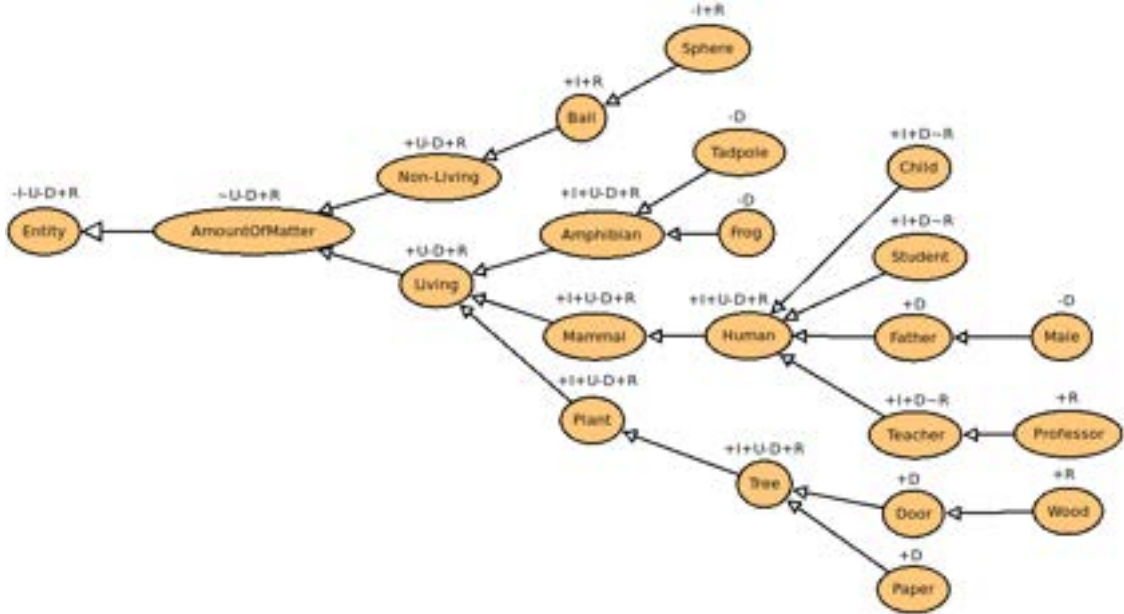 -I+R
Sphere
+I+R
Ball
-D
Tadpole
+I+D~R
Child
+U-D+R
Non-Living
-I-U-D+R
Entity
~U-D+R
AmountOfMatter
+I+U-D+R
Amphibian
-D
Frog
+I+D~R
Student
+U-D+R
Living
+I+U-D+R
Mammal
+I+U-D+R
Human
+D
Father
-D
Male
+I+U-D+R
Plant
+I+D~R
Teacher
+R
Professor
+I+U-D+R
Tree
+D
Door
+R
Wood
+D
Paper